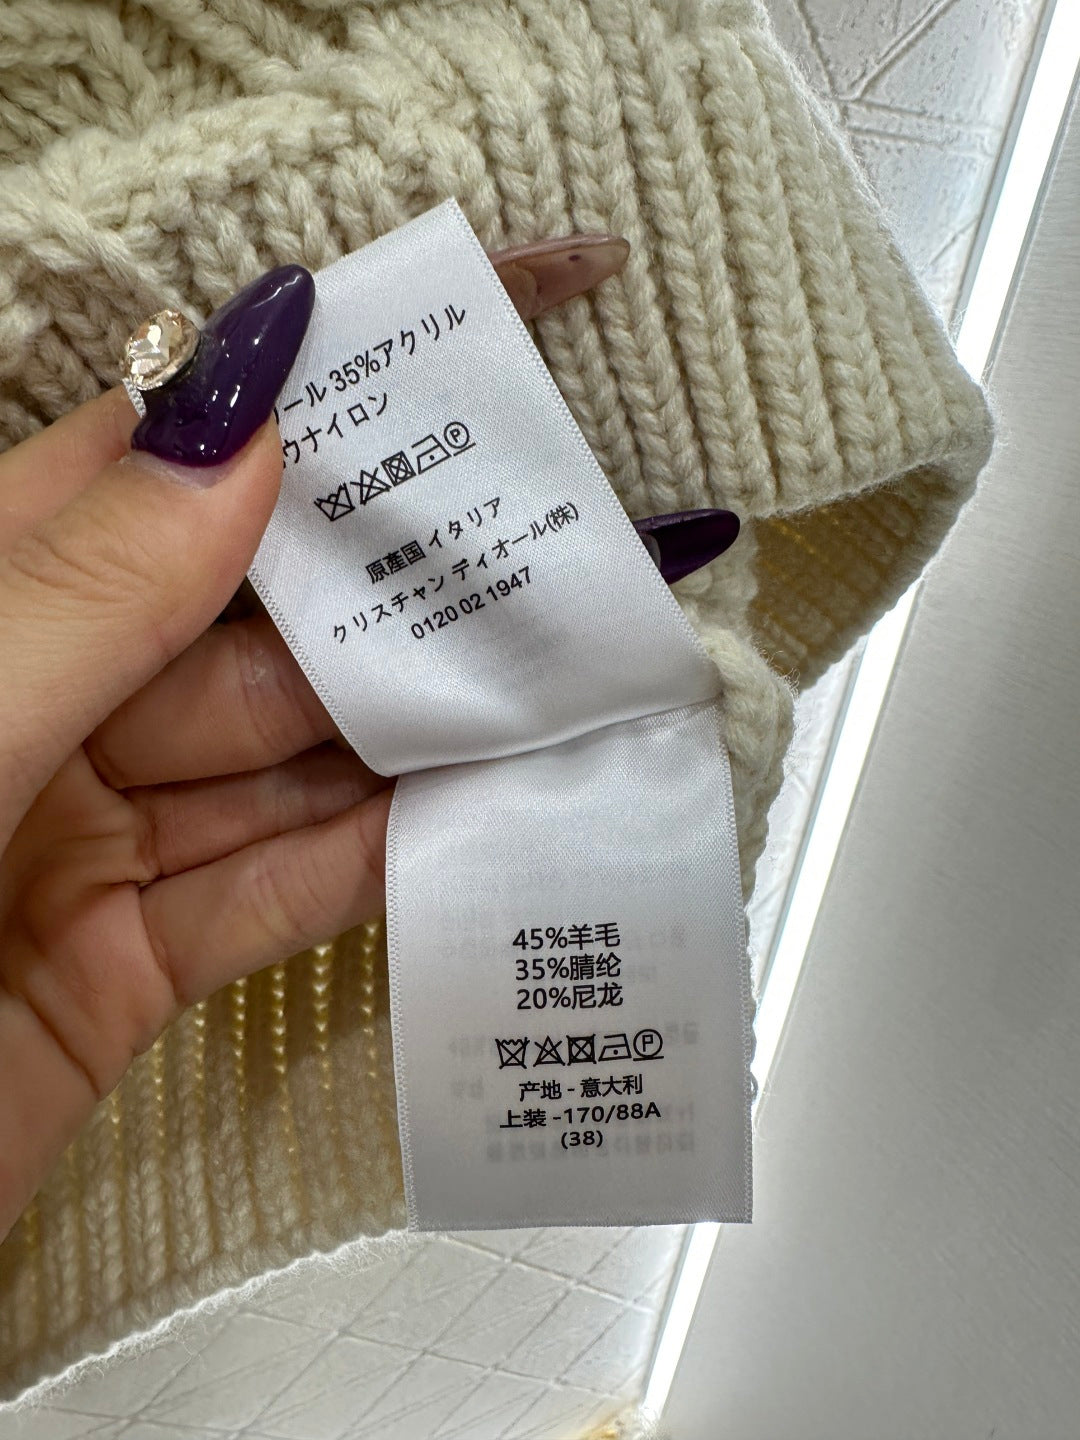 ール 35%アクリル
ナイロン
原產国 イタリア
クリスチャン ディオール(株)
0120 02 1947
45%羊毛
35%腈纶
20%尼龙
P
产地 - 意大利
上装 -170/88A
(38)